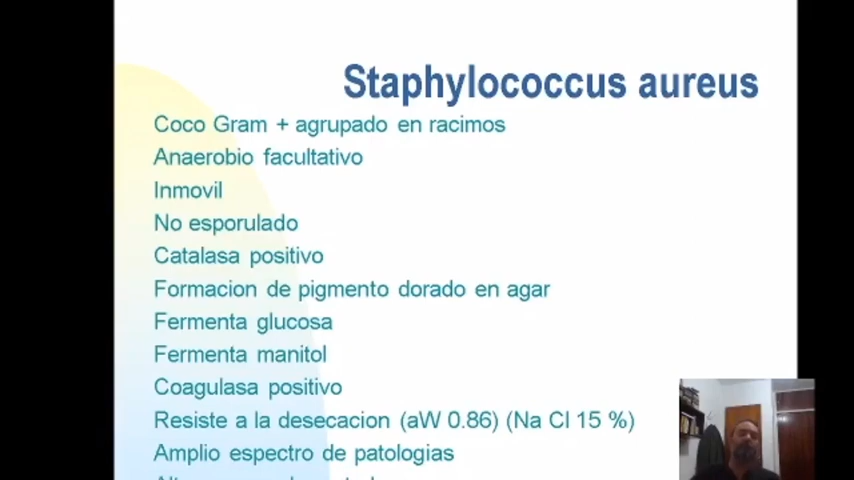 Staphylococcus aureus
Coco Gram + agrupado en racimos
Anaerobio facultativo
Inmovil
No esporulado
Catalasa positivo
Formacion de pigmento dorado en agar
Fermenta glucosa
Fermenta manitol
Coagulasa positivo
Resiste a la desecacion (aW 0.86) (Na Cl 15 %)
Amplio espectro de patologias